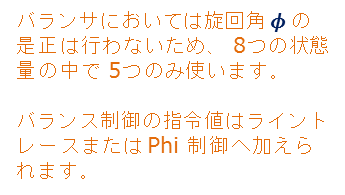 バランサにおいては旋回角 ϕ の
是正は行わないため、 8つの状態
量の中で 5つのみ使います。
バランス制御の指令値はライント
レースまたは Phi 制御へ加えら
れます。